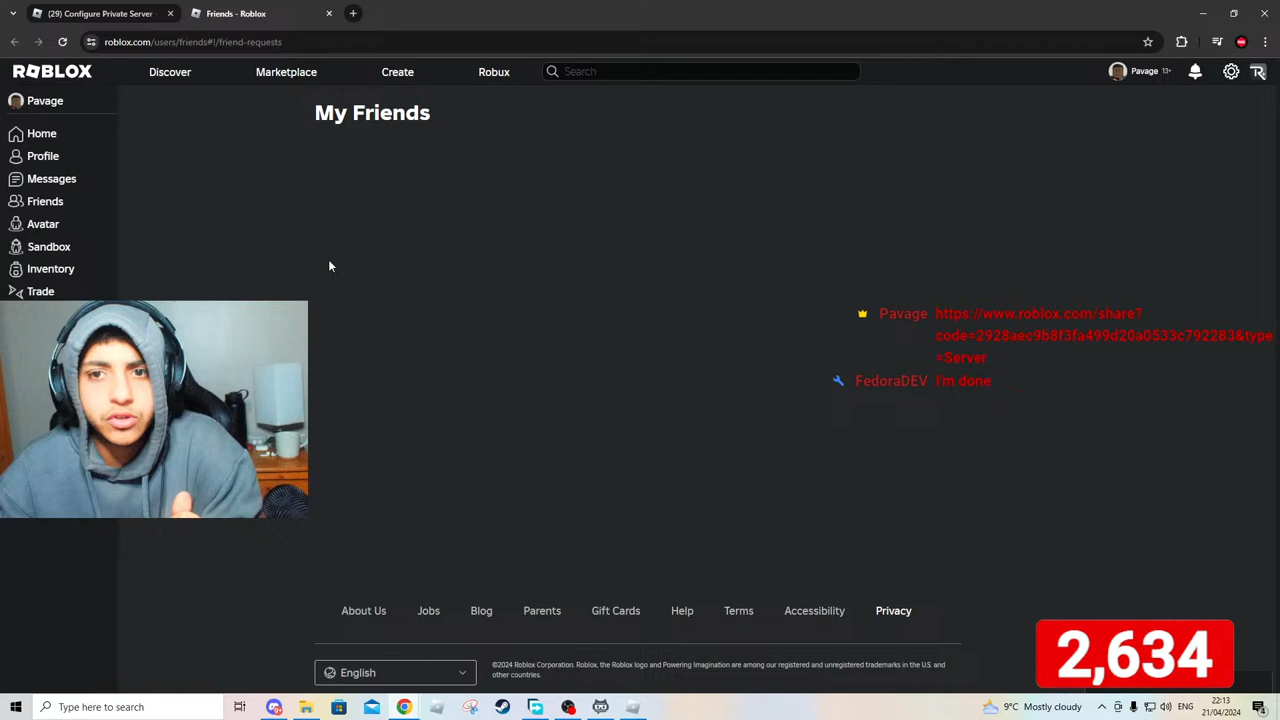 (29) Configure Private Server
Friends - Roblox
roblox.com/users/friends#!/friend-requests
ROBLOX
Discover
Marketplace
Create
Robux
Search
Pavage 13+
Pavage
Home
Profile
Messages
Friends
Avatar
Sandbox
Inventory
Trade
My Friends
Pavage https://www.roblox.com/share?
code=2928aec9b8f3fa499d20a0533c792283&type
=Server
FedoraDEV I'm done
About Us
Jobs
Blog
Parents
Gift Cards
Help
Terms
Accessibility
Privacy
English
©2024 Roblox Corporation. Roblox, the Roblox logo and Powering Imagination are among our registered and unregistered trademarks in the U.S. and
other countries.
2,634
Type here to search
9°C Mostly cloudy
ENG
22:13
21/04/2024